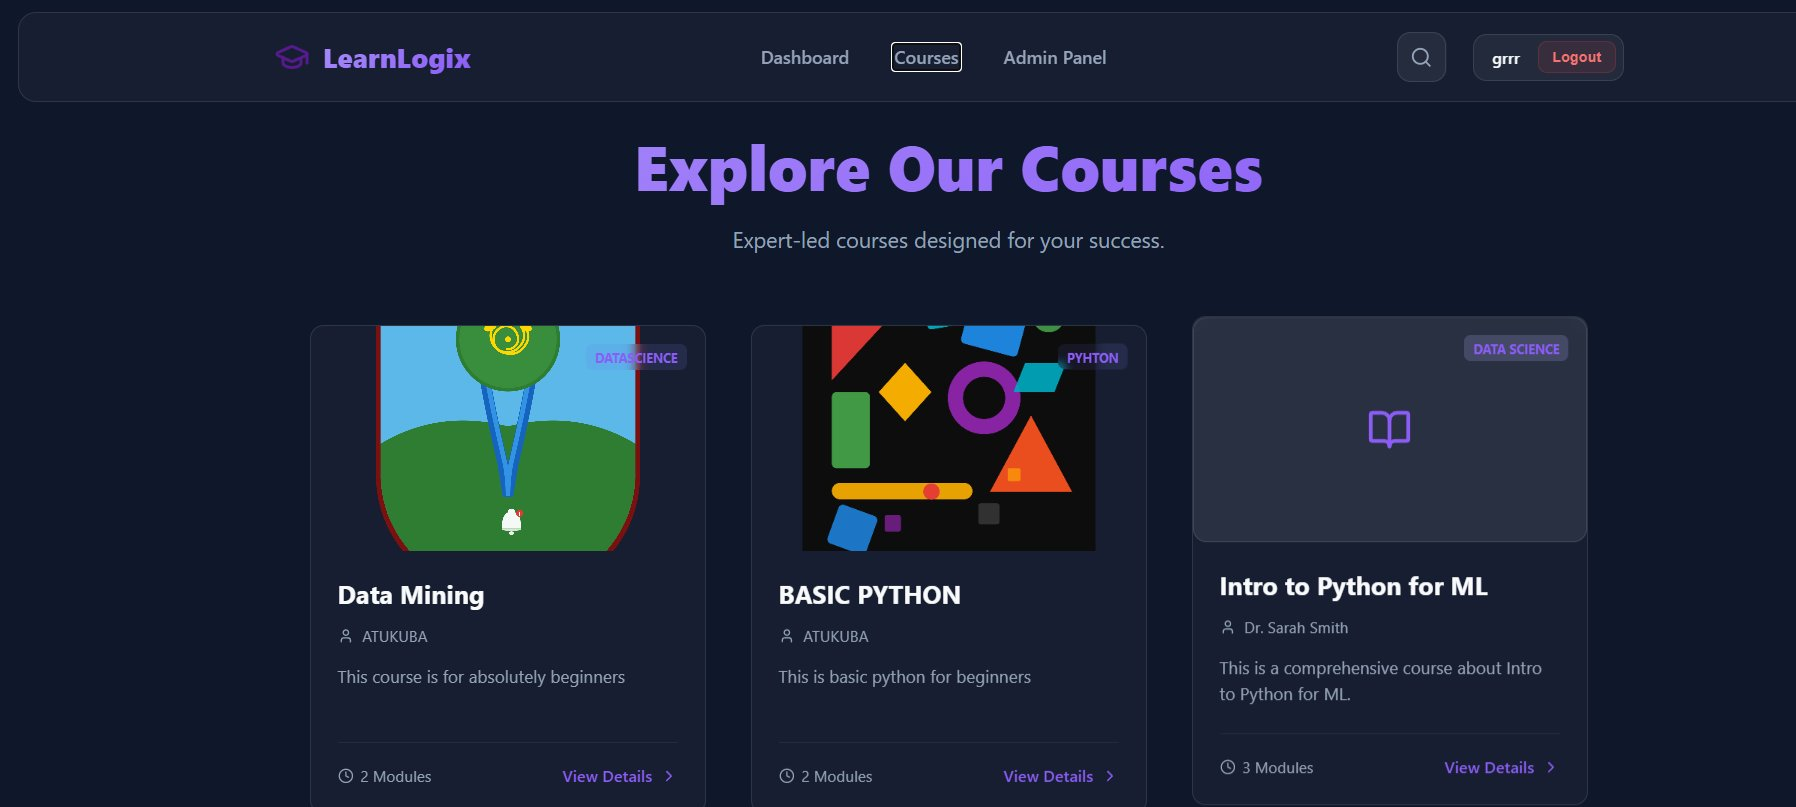 LearnLogix
Dashboard
Courses
Admin Panel
grrr
Logout
Explore Our Courses
Expert-led courses designed for your success.
DATASCIENCE
Data Mining
ATUKUBA
This course is for absolutely beginners
2 Modules
View Details
PYHTON
BASIC PYTHON
ATUKUBA
This is basic python for beginners
2 Modules
View Details
DATA SCIENCE
Intro to Python for ML
Dr. Sarah Smith
This is a comprehensive course about Intro
to Python for ML.
3 Modules
View Details